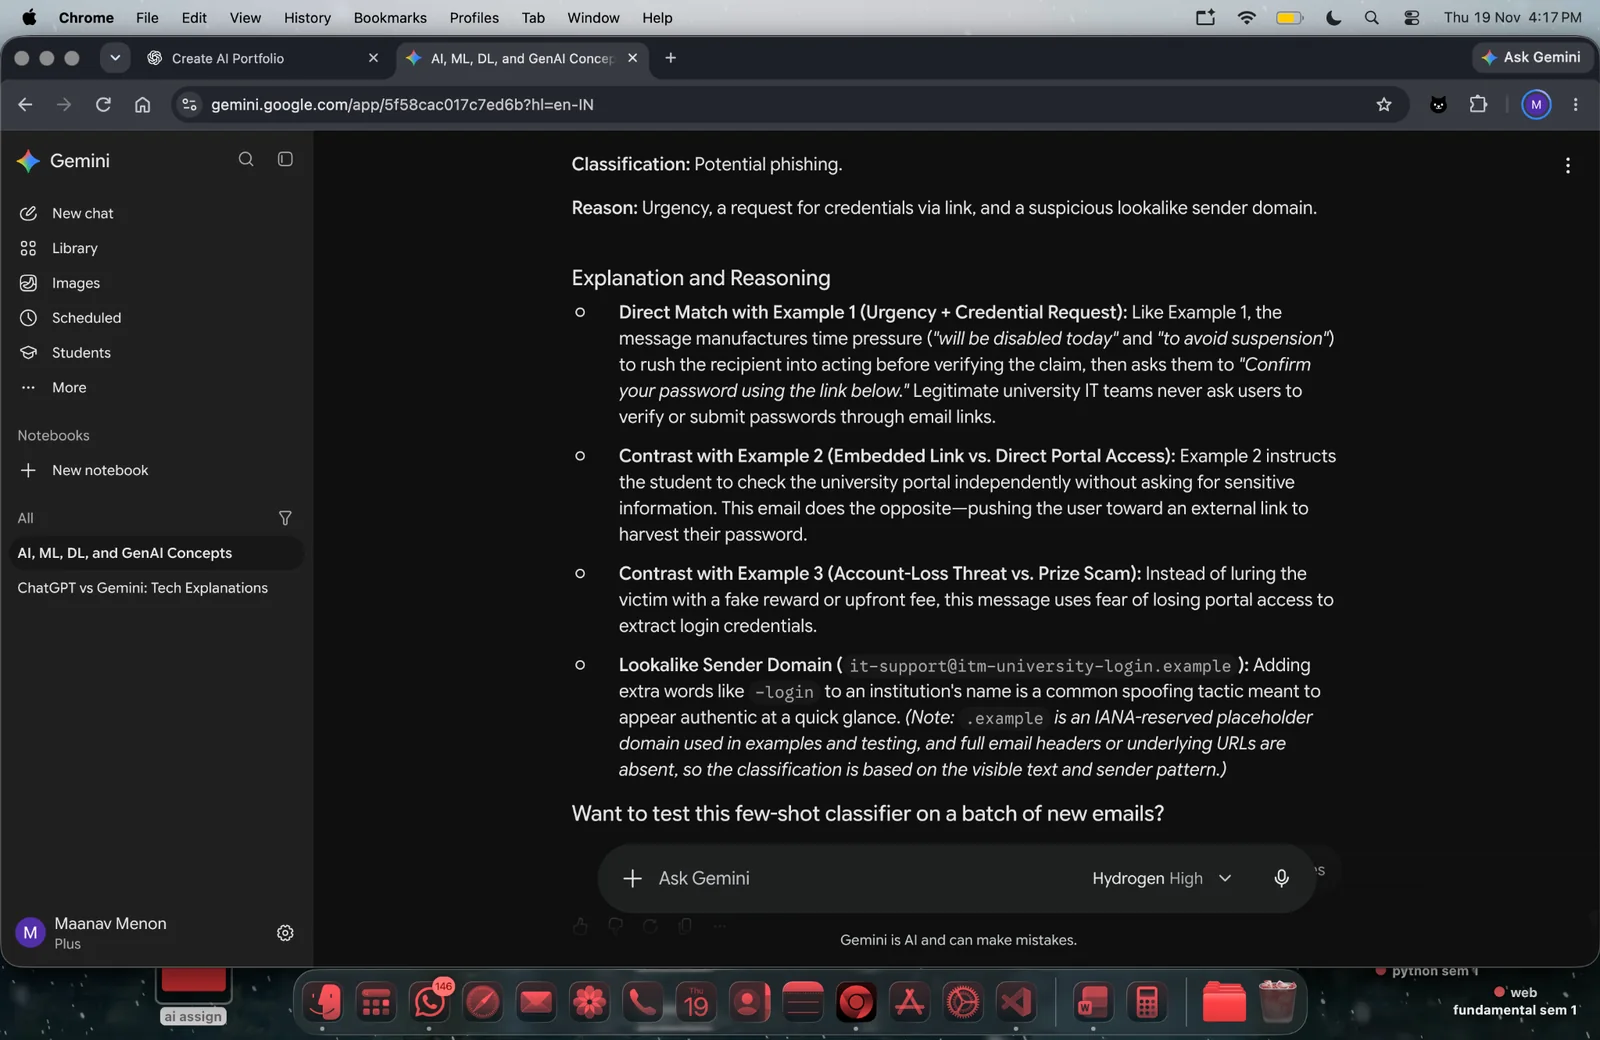 Chrome File Edit View History Bookmarks Profiles Tab Window Help Thu 19 Nov 4:17 PM
Create AI Portfolio
AI, ML, DL, and GenAI Concep
Ask Gemini
gemini.google.com/app/5f58cac017c7ed6b?hl=en-IN
M
Gemini
New chat
Library
Images
Scheduled
Students
More
Notebooks
New notebook
All
AI, ML, DL, and GenAI Concepts
ChatGPT vs Gemini: Tech Explanations
M
Maanav Menon
Plus
Classification: Potential phishing.
Reason: Urgency, a request for credentials via link, and a suspicious lookalike sender domain.
Explanation and Reasoning
Direct Match with Example 1 (Urgency + Credential Request): Like Example 1, the
message manufactures time pressure ("will be disabled today" and "to avoid suspension")
to rush the recipient into acting before verifying the claim, then asks them to "Confirm
your password using the link below." Legitimate university IT teams never ask users to
verify or submit passwords through email links.
Contrast with Example 2 (Embedded Link vs. Direct Portal Access): Example 2 instructs
the student to check the university portal independently without asking for sensitive
information. This email does the opposite—pushing the user toward an external link to
harvest their password.
Contrast with Example 3 (Account-Loss Threat vs. Prize Scam): Instead of luring the
victim with a fake reward or upfront fee, this message uses fear of losing portal access to
extract login credentials.
Lookalike Sender Domain ( it-support@itm-university-login.example ): Adding
extra words like -login to an institution's name is a common spoofing tactic meant to
appear authentic at a quick glance. (Note: .example is an IANA-reserved placeholder
domain used in examples and testing, and full email headers or underlying URLs are
absent, so the classification is based on the visible text and sender pattern.)
Want to test this few-shot classifier on a batch of new emails?
Ask Gemini
Hydrogen High
Gemini is AI and can make mistakes.
ai assign
146
Thu
19
W
python sem 1
web
fundamental sem 1